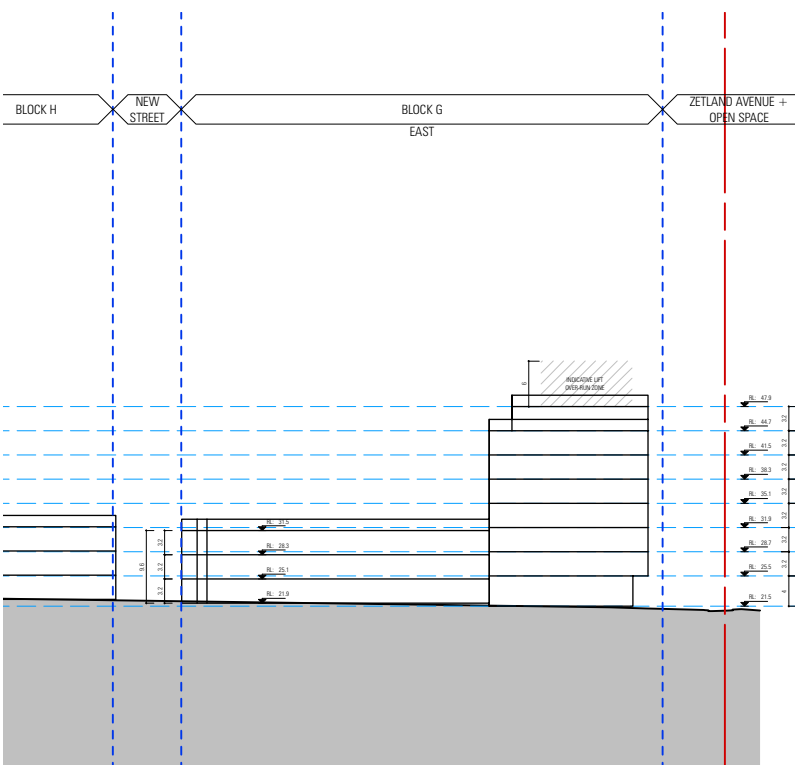 BLOCK H
NEW
STREET
BLOCK G
EAST
ZETLAND AVENUE +
OPEN SPACE
6
INDICATIVE LIFT
OVER-RUN ZONE
RL: 47.9
3.2
RL: 44.7
3.2
RL: 41.5
3.2
RL: 38.3
3.2
RL: 35.1
3.2
RL: 31.9
3.2
RL: 28.7
3.2
RL: 25.5
4
RL: 21.5
RL: 31.5
3.2
RL: 28.3
9.6
3.2
RL: 25.1
3.2
RL: 21.9